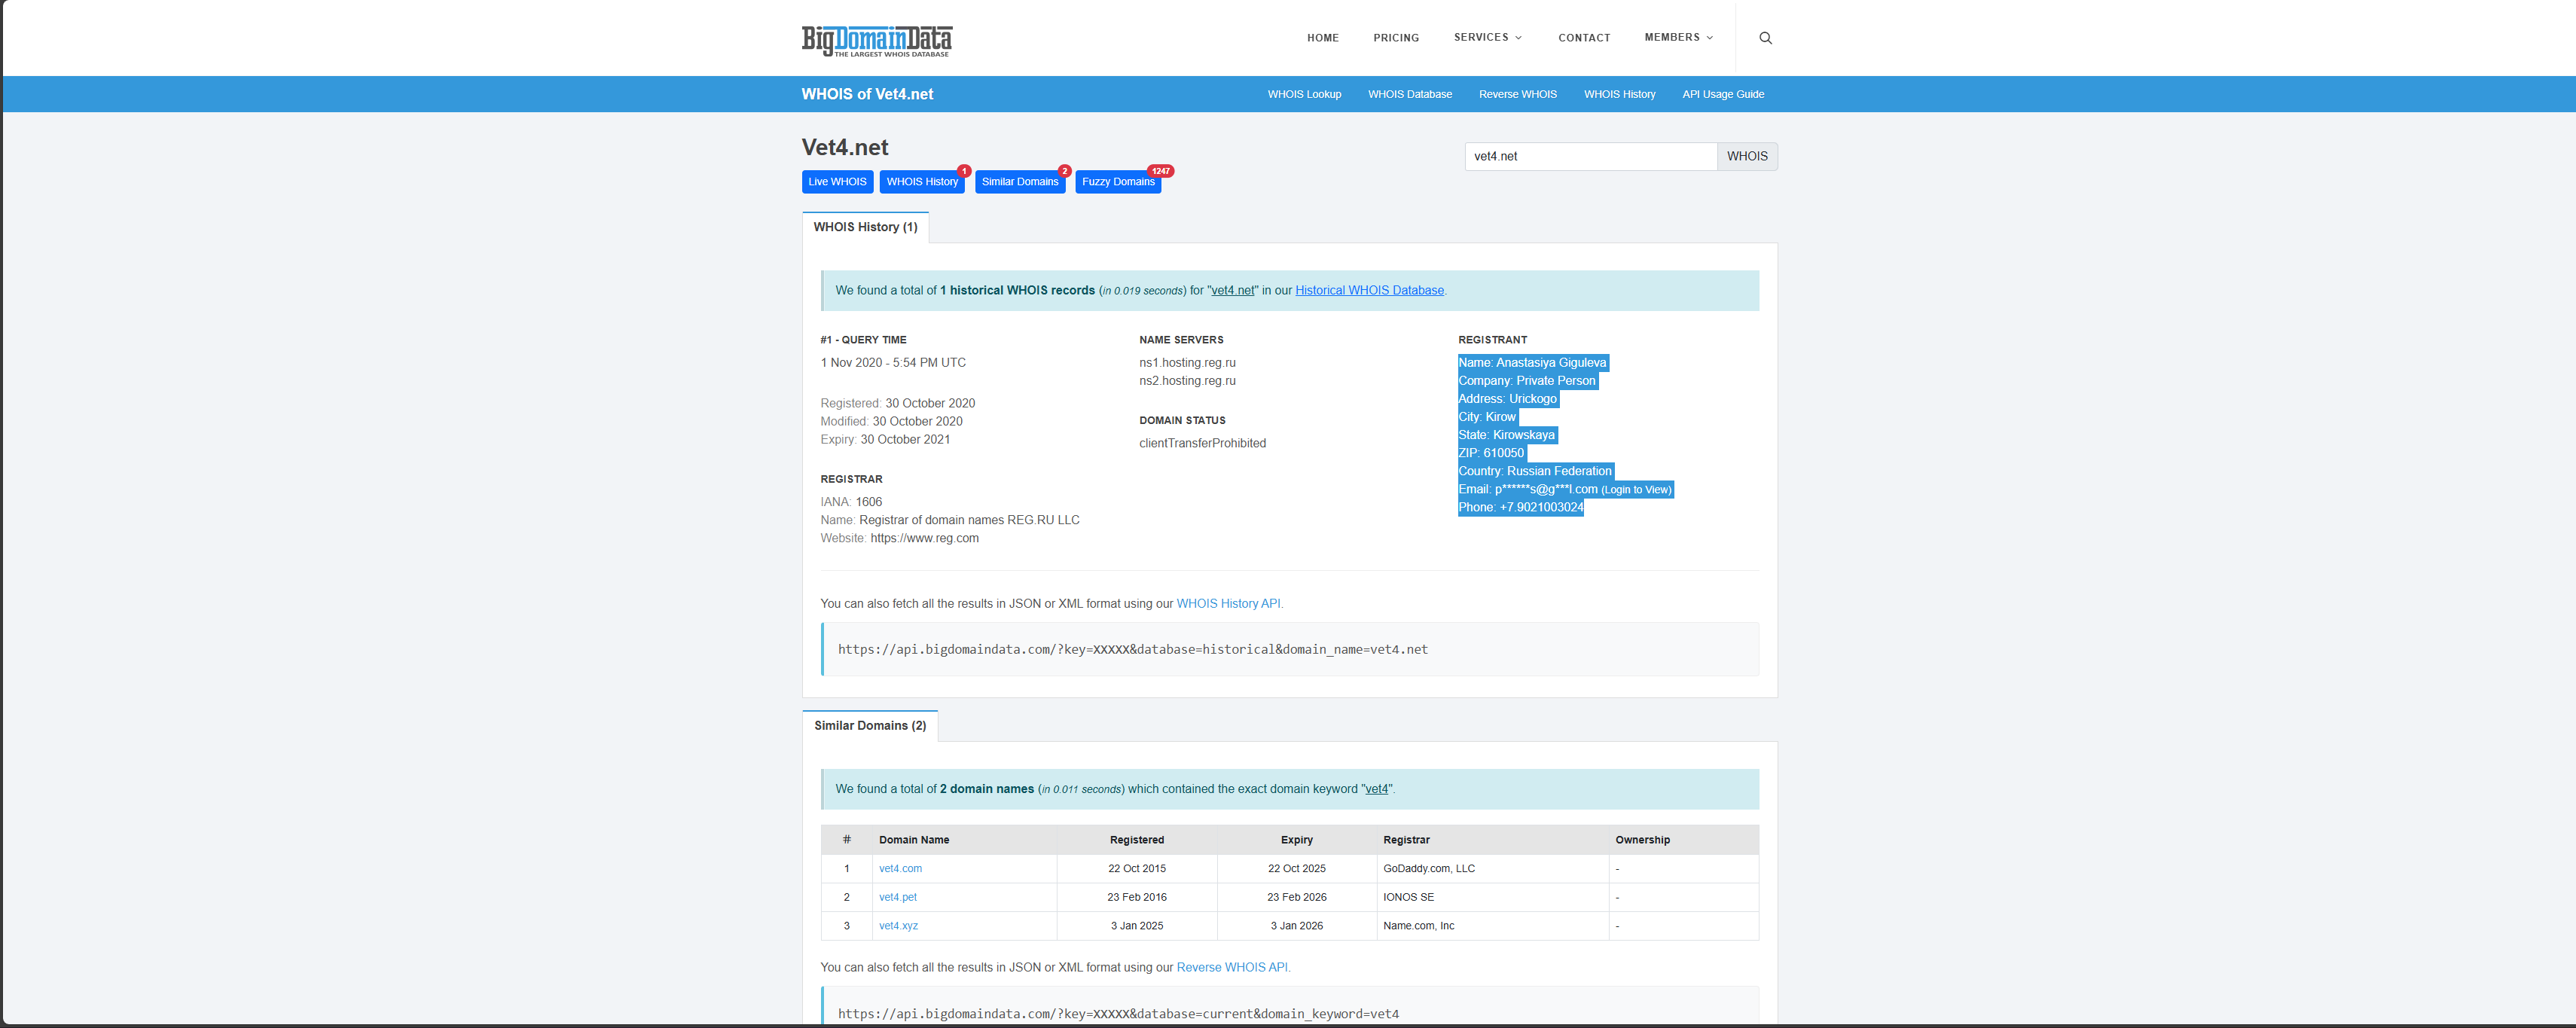 BigDomainData
THE LARGEST WHOIS DATABASE
HOME PRICING SERVICES CONTACT MEMBERS
WHOIS of Vet4.net
WHOIS Lookup WHOIS Database Reverse WHOIS WHOIS History API Usage Guide
Vet4.net
vet4.net WHOIS
Live WHOIS WHOIS History 1 Similar Domains 2 Fuzzy Domains 1247
WHOIS History (1)
We found a total of 1 historical WHOIS records (in 0.019 seconds) for "vet4.net" in our Historical WHOIS Database.
#1 - QUERY TIME
1 Nov 2020 - 5:54 PM UTC
Registered: 30 October 2020
Modified: 30 October 2020
Expiry: 30 October 2021
REGISTRAR
IANA: 1606
Name: Registrar of domain names REG.RU LLC
Website: https://www.reg.com
NAME SERVERS
ns1.hosting.reg.ru
ns2.hosting.reg.ru
DOMAIN STATUS
clientTransferProhibited
REGISTRANT
Name: Anastasiya Giguleva
Company: Private Person
Address: Urickogo
City: Kirow
State: Kirowskaya
ZIP: 610050
Country: Russian Federation
Email: p******s@g***l.com (Login to View)
Phone: +7.9021003024
You can also fetch all the results in JSON or XML format using our WHOIS History API.
https://api.bigdomaindata.com/?key=XXXXX&database=historical&domain_name=vet4.net
Similar Domains (2)
We found a total of 2 domain names (in 0.011 seconds) which contained the exact domain keyword "vet4".
# Domain Name Registered Expiry Registrar Ownership
1 vet4.com 22 Oct 2015 22 Oct 2025 GoDaddy.com, LLC -
2 vet4.pet 23 Feb 2016 23 Feb 2026 IONOS SE -
3 vet4.xyz 3 Jan 2025 3 Jan 2026 Name.com, Inc -
You can also fetch all the results in JSON or XML format using our Reverse WHOIS API.
https://api.bigdomaindata.com/?key=XXXXX&database=current&domain_keyword=vet4